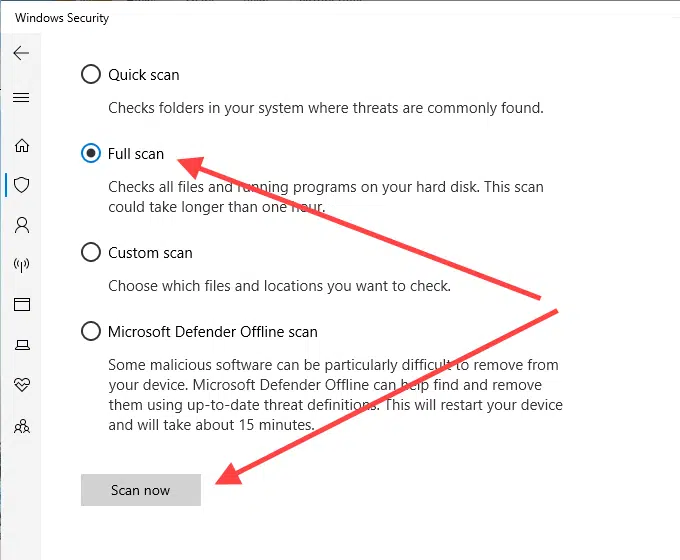 Windows Security
Quick scan
Checks folders in your system where threats are commonly found.
Full scan
Checks all files and running programs on your hard disk. This scan
could take longer than one hour.
Custom scan
Choose which files and locations you want to check.
Microsoft Defender Offline scan
Some malicious software can be particularly difficult to remove from
your device. Microsoft Defender Offline can help find and remove
them using up-to-date threat definitions. This will restart your device
and will take about 15 minutes.
Scan now